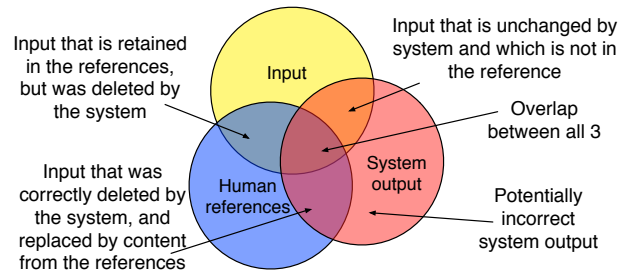 Input that is retained
in the references,
but was deleted by
the system
Input
Input that is unchanged by
system and which is not in
the reference
Overlap
between all 3
Input that was
correctly deleted by
the system, and
replaced by content
from the references
Human
references
System
output
Potentially
incorrect
system output